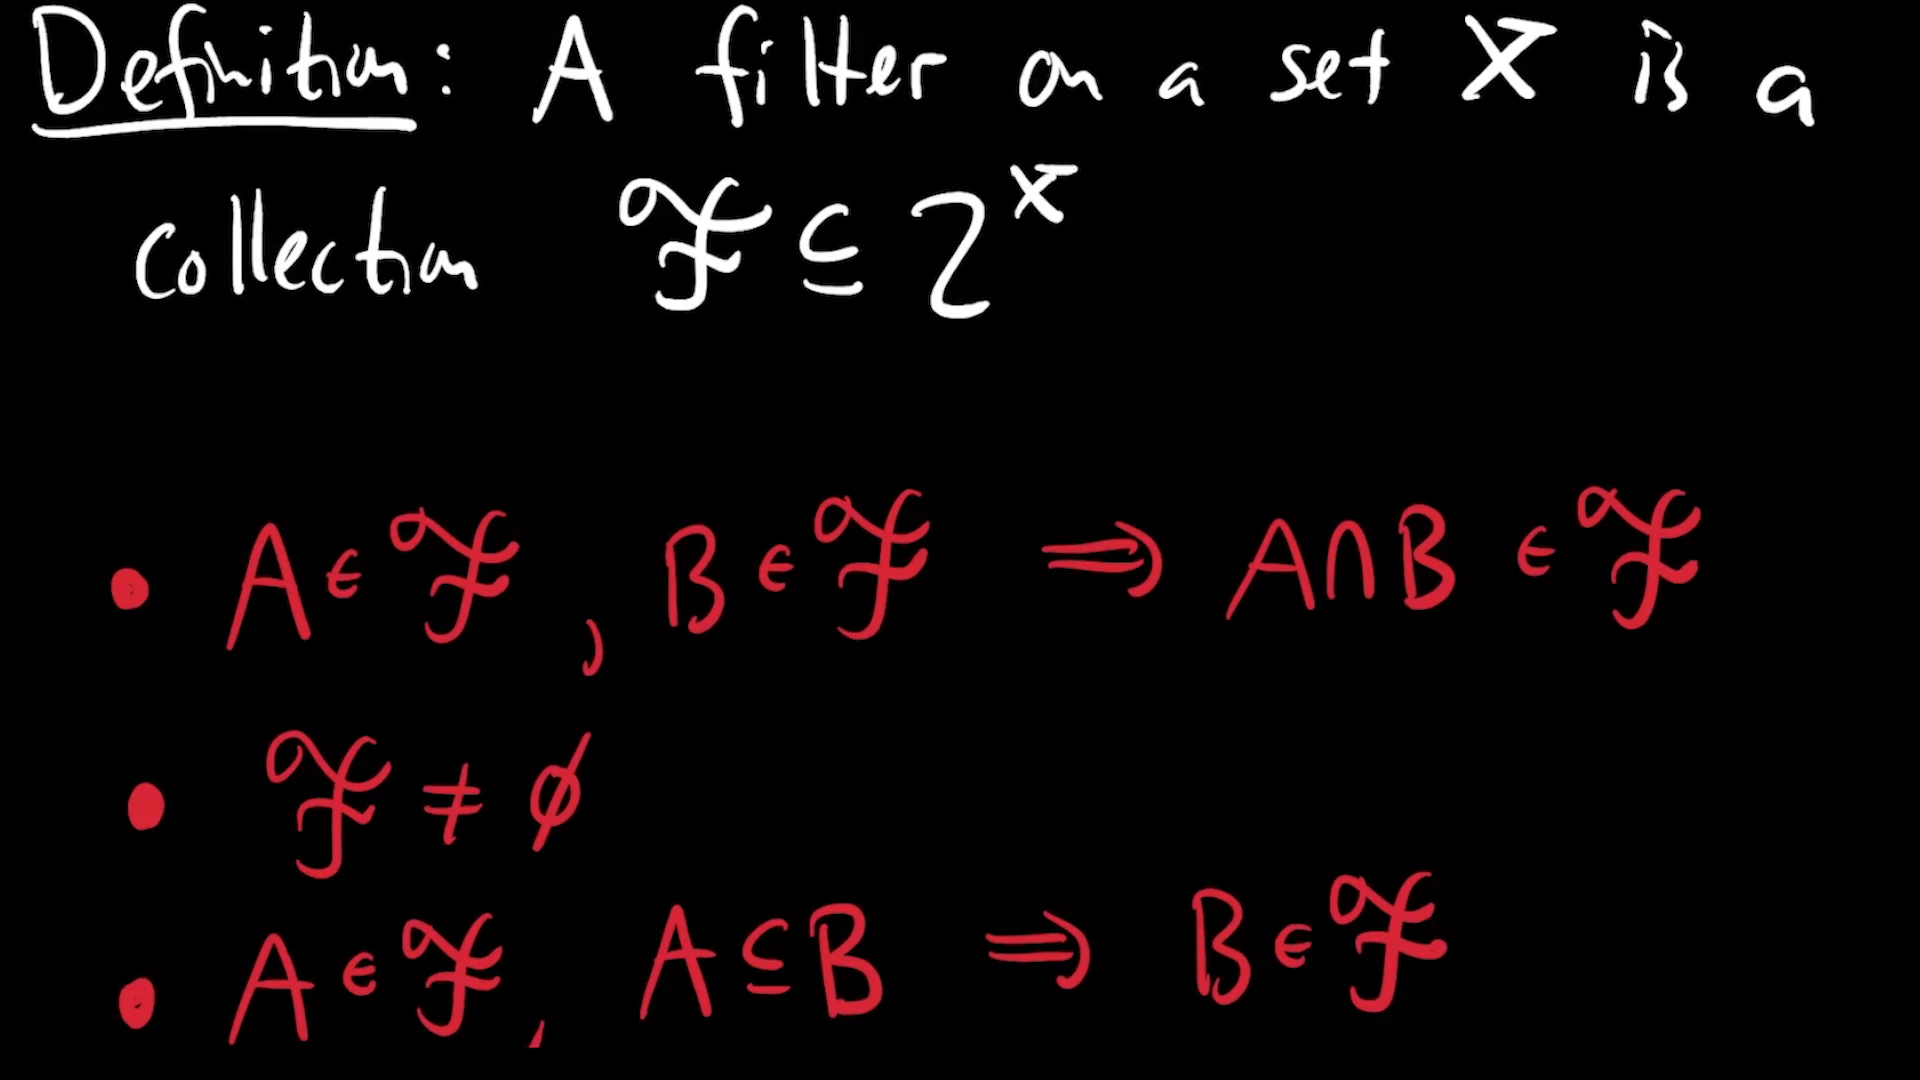 Definition: A filter on a set X is a
collection ℱ ⊆ 2^X
• A ∈ ℱ, B ∈ ℱ ⇒ A∩B ∈ ℱ
• ℱ ≠ ∅
• A ∈ ℱ, A ⊆ B ⇒ B ∈ ℱ